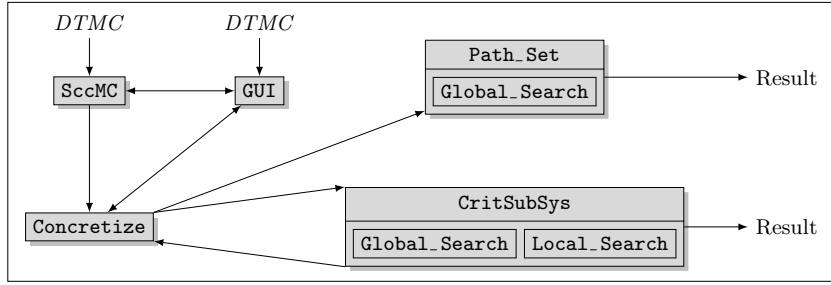 DTMC DTMC
SccMC GUI Path_Set Result
Global_Search
Concretize CritSubSys Result
Global_Search Local_Search